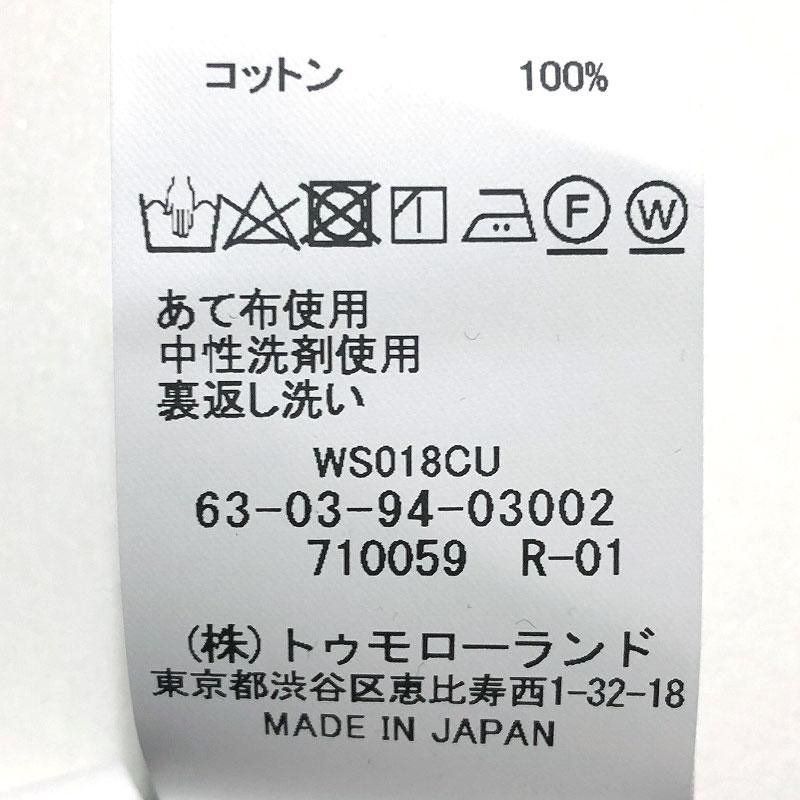 コットン 100%
F W
あて布使用
中性洗剤使用
裏返し洗い
WS018CU
63-03-94-03002
710059 R-01
(株)トゥモローランド
東京都渋谷区恵比寿西1-32-18
MADE IN JAPAN